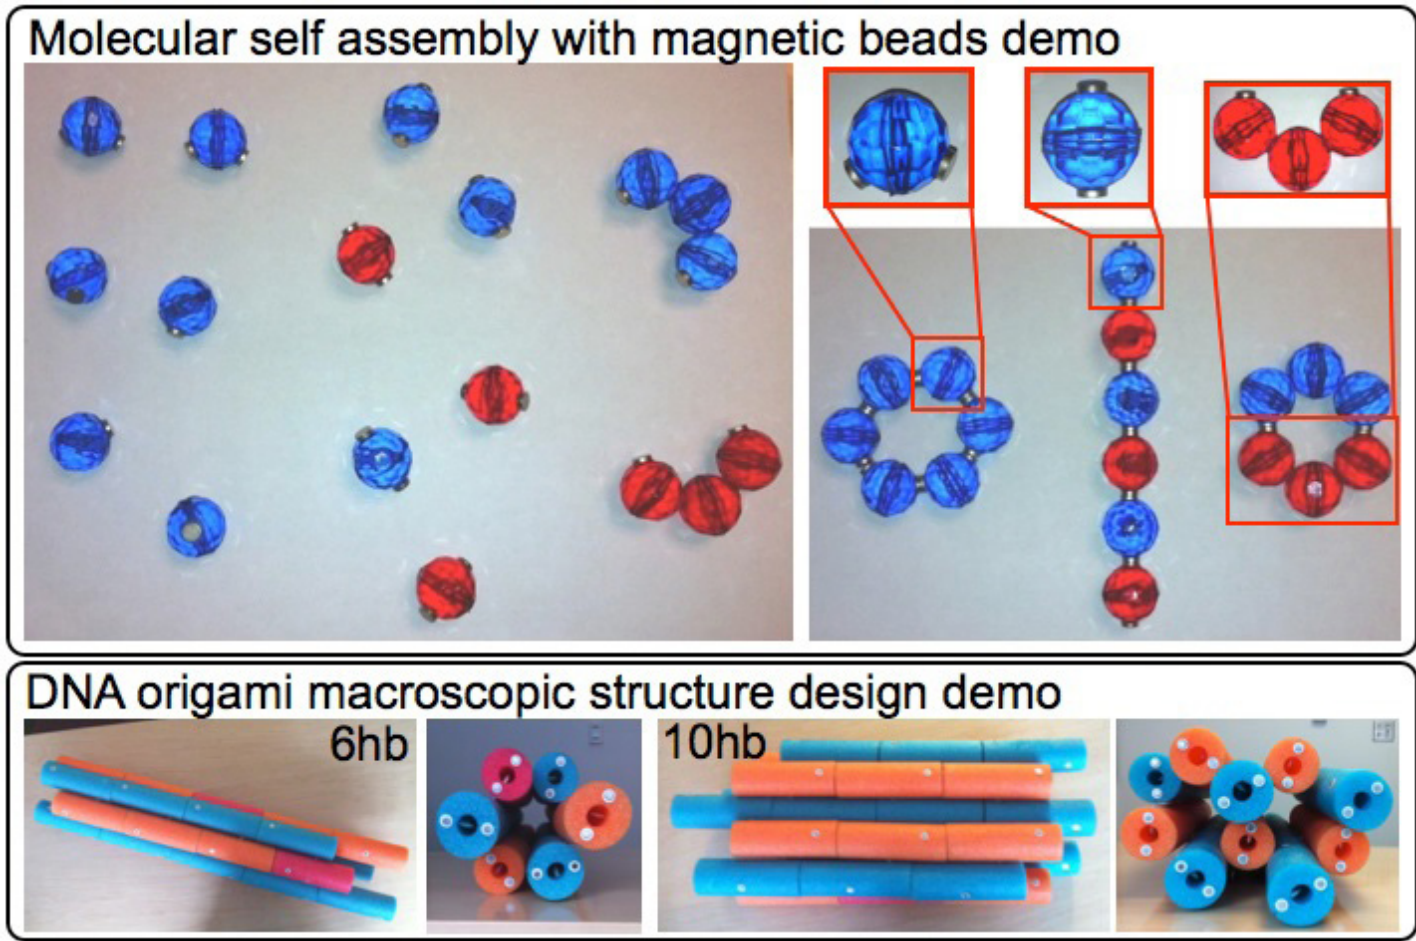 Molecular self assembly with magnetic beads demo
DNA origami macroscopic structure design demo
6hb
10hb